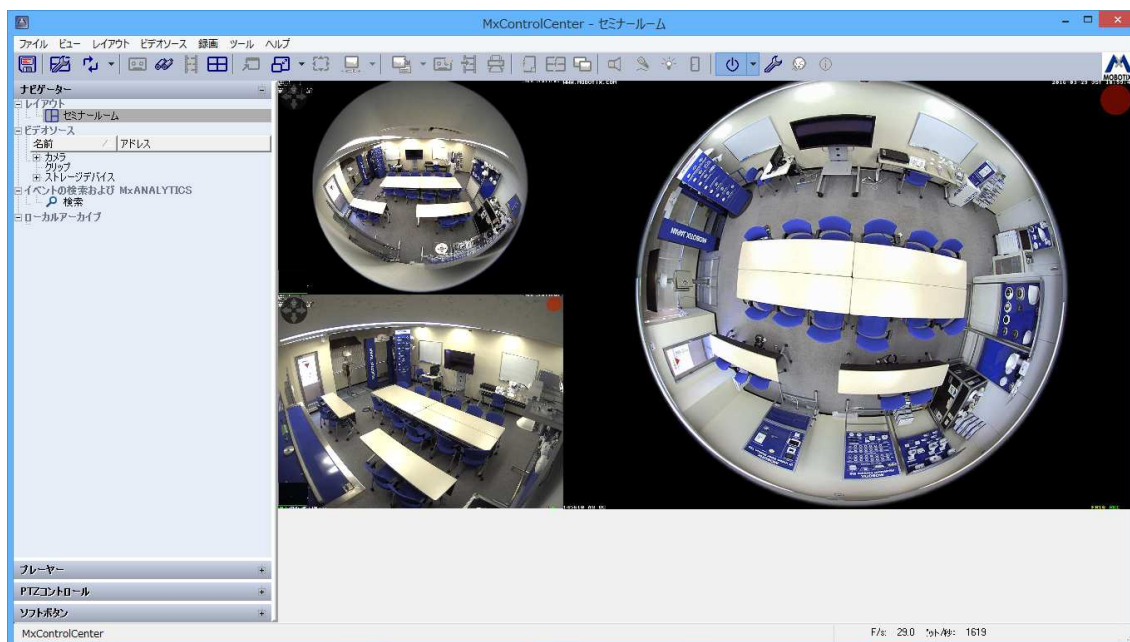 MxControlCenter - セミナールーム
ファイル ビュー レイアウト ビデオソース 録画 ツール ヘルプ
MOBOTIX
ナビゲーター
レイアウト
セミナールーム
ビデオソース
名前 アドレス
カメラ
クリップ
ストレージデバイス
イベントの検索および MxANALYTICS
検索
ローカルアーカイブ
www.MOBOTIX.com
MOBOTIX JAPAN
プレーヤー
PTZコントロール
ソフトボタン
MxControlCenter
F/s: 29.0 1619